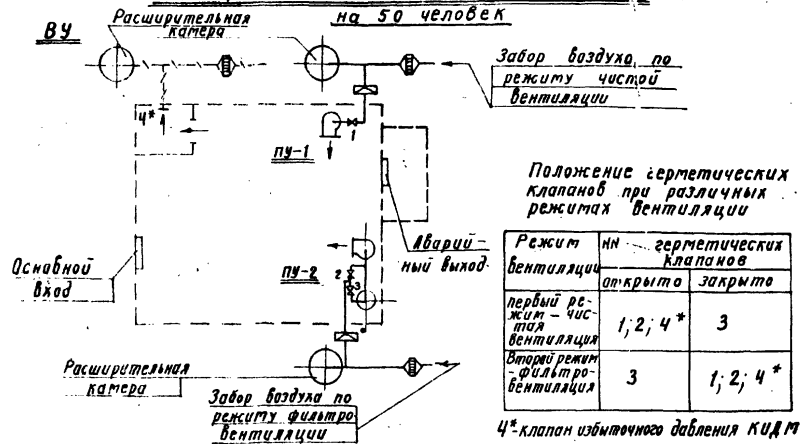 на 50 человек
ВУ
Расширительная
камера
Забор воздуха по
режиму чистой
вентиляции
4*
1
ПУ-1
Аварий-
ный выход
Основной
вход
ПУ-2
2
3
Расширительная
камера
Забор воздуха по
режиму фильтро
вентиляции
Положение герметических
клапанов при различных
режимах вентиляции
Режим
вентиляции
NN герметических
клапанов
открыто
закрыто
первый ре-
жим - чис-
тая
вентиляция
1; 2; 4*
3
Второй режим
- фильтро-
вентиляция
3
1; 2; 4*
4*-клапан избыточного давления КИДМ